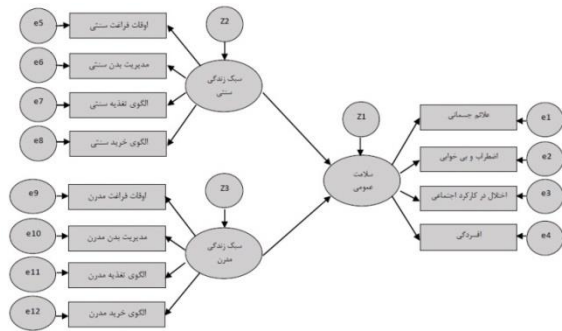 e5
اوقات فراغت سنتی
e6
مدیریت بدن سنتی
e7
الگوی تغذیه سنتی
e8
الگوی خرید سنتی
Z2
سبک زندگی
سنتی
e9
اوقات فراغت مدرن
e10
مدیریت بدن مدرن
e11
الگوی تغذیه مدرن
e12
الگوی خرید مدرن
Z3
سبک زندگی
مدرن
Z1
سلامت
عمومی
علائم جسمانی
e1
اضطراب و بی خوابی
e2
اختلال در کارکرد اجتماعی
e3
افسردگی
e4